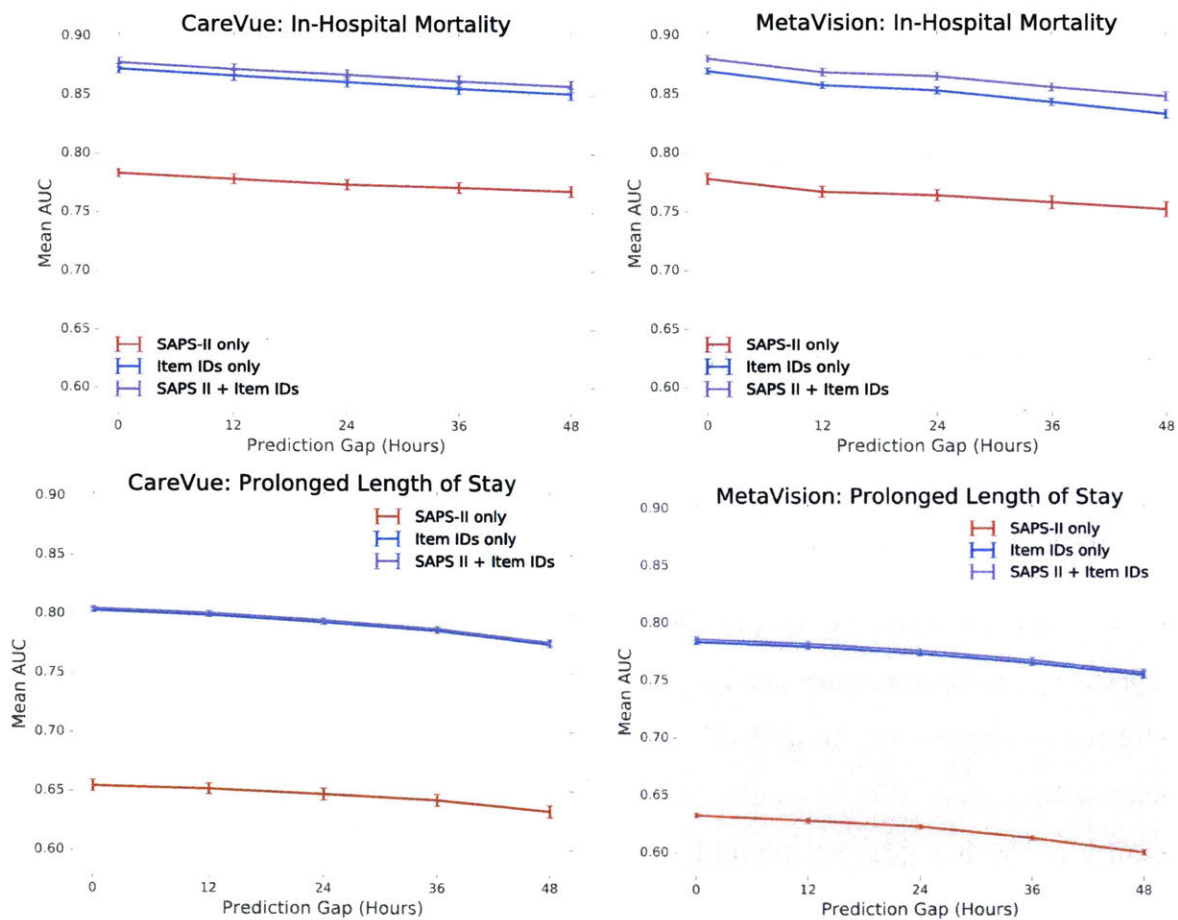 CareVue: In-Hospital Mortality
0.90
0.85
0.80
0.75
0.70
0.65
0.60
Mean AUC
SAPS-II only
Item IDs only
SAPS II + Item IDs
0 12 24 36 48
Prediction Gap (Hours)
MetaVision: In-Hospital Mortality
0.90
0.85
0.80
0.75
0.70
0.65
0.60
Mean AUC
SAPS-II only
Item IDs only
SAPS II + Item IDs
0 12 24 36 48
Prediction Gap (Hours)
CareVue: Prolonged Length of Stay
0.90
0.85
0.80
0.75
0.70
0.65
0.60
Mean AUC
SAPS-II only
Item IDs only
SAPS II + Item IDs
0 12 24 36 48
Prediction Gap (Hours)
MetaVision: Prolonged Length of Stay
0.90
0.85
0.80
0.75
0.70
0.65
0.60
Mean AUC
SAPS-II only
Item IDs only
SAPS II + Item IDs
0 12 24 36 48
Prediction Gap (Hours)